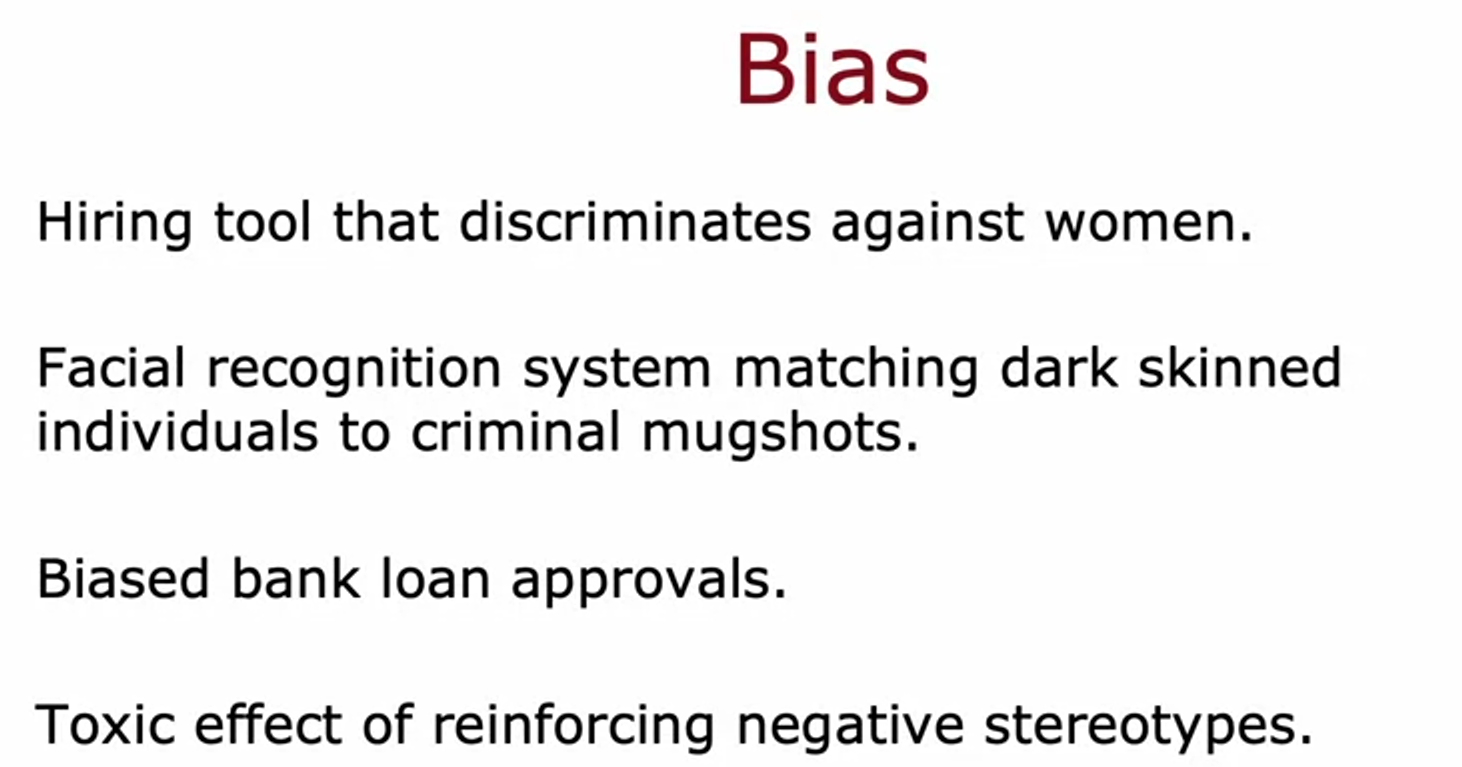 Bias
Hiring tool that discriminates against women.
Facial recognition system matching dark skinned
individuals to criminal mugshots.
Biased bank loan approvals.
Toxic effect of reinforcing negative stereotypes.